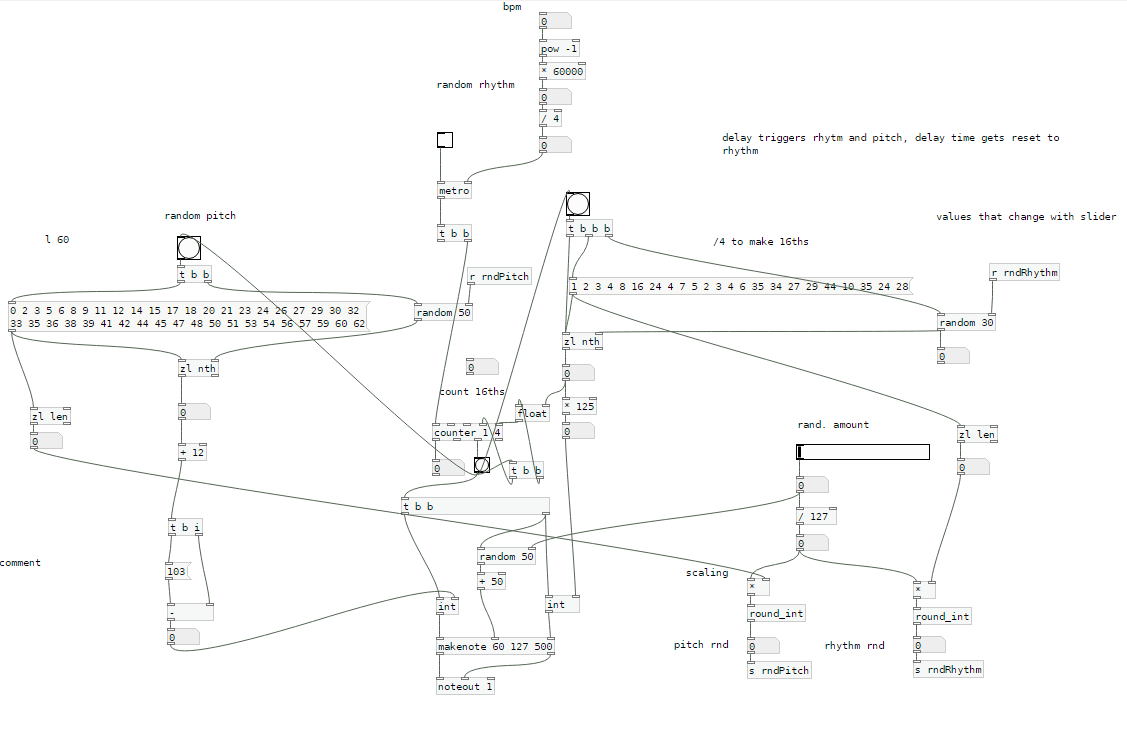 bpm
0
pow -1
* 60000
random rhythm
0
/ 4
delay triggers rhytm and pitch, delay time gets reset to
rhythm
0
metro
random pitch
values that change with slider
t b b b
t b b
l 60
/4 to make 16ths
t b b
r rndPitch
r rndRhythm
1 2 3 4 8 16 24 4 7 5 2 3 4 6 35 34 27 29 44 10 35 24 28
0 2 3 5 6 8 9 11 12 14 15 17 18 20 21 23 24 26 27 29 30 32
33 35 36 38 39 41 42 44 45 47 48 50 51 53 54 56 57 59 60 62
random 50
random 30
zl nth
0
zl nth
0
0
count 16ths
* 125
zl len
0
float
rand. amount
counter 1 4
0
zl len
0
+ 12
0
t b b
0
0
t b b
/ 127
t b i
0
random 50
comment
103
scaling
+ 50
*
*
int
int
-
round_int
round_int
0
makenote 60 127 500
pitch rnd
0
rhythm rnd
0
s rndPitch
s rndRhythm
noteout 1